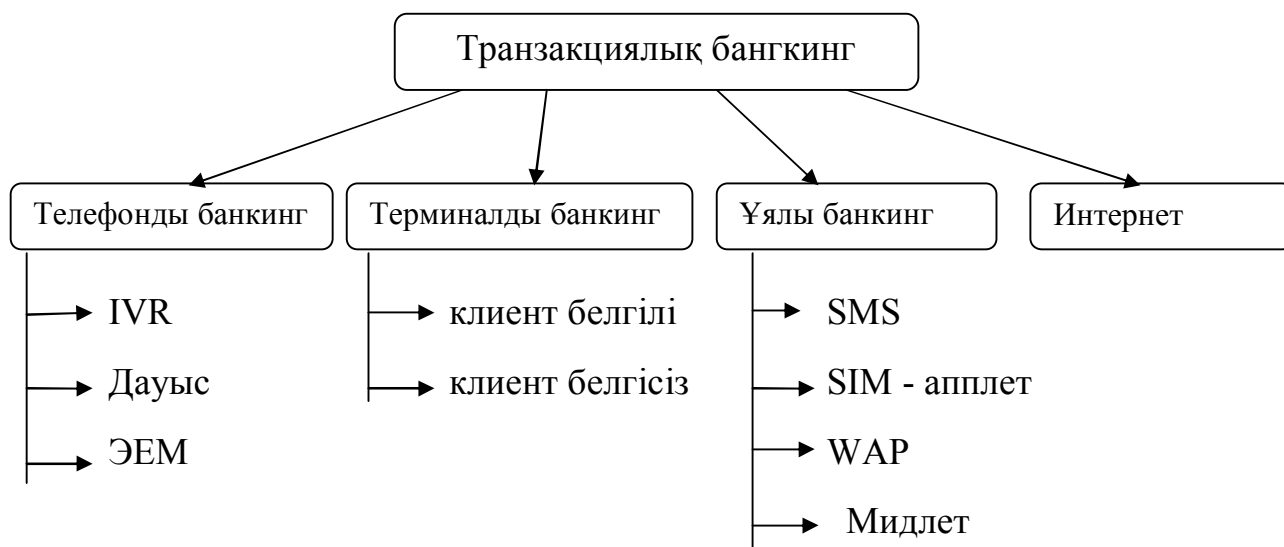 Транзакциялық бангкинг
Телефонды банкинг
Терминалды банкинг
Ұялы банкинг
Интернет
IVR
Дауыс
ЭЕМ
клиент белгілі
клиент белгісіз
SMS
SIM - апплет
WAP
Мидлет